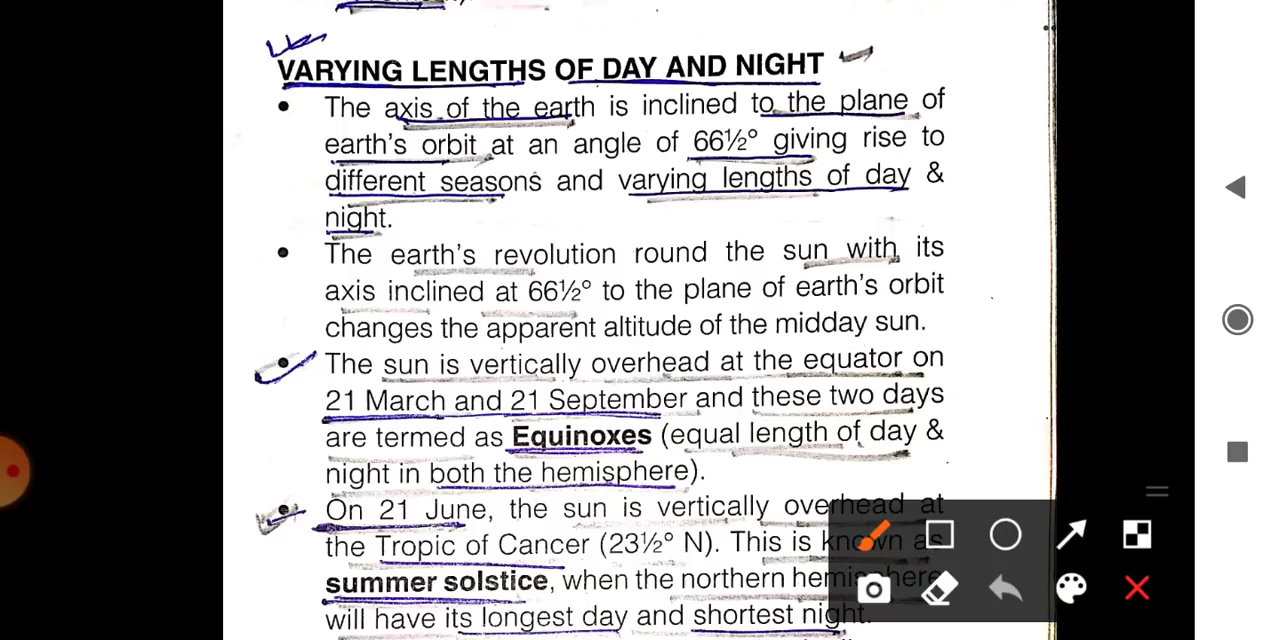 VARYING LENGTHS OF DAY AND NIGHT
• The axis of the earth is inclined to the plane of
earth's orbit at an angle of 66½° giving rise to
different seasons and varying lengths of day &
night.
• The earth's revolution round the sun with its
axis inclined at 66½° to the plane of earth's orbit
changes the apparent altitude of the midday sun.
• The sun is vertically overhead at the equator on
21 March and 21 September and these two days
are termed as Equinoxes (equal length of day &
night in both the hemisphere).
• On 21 June, the sun is vertically overhead at
the Tropic of Cancer (23½° N). This is known as
summer solstice, when the northern hemisphere
will have its longest day and shortest night.